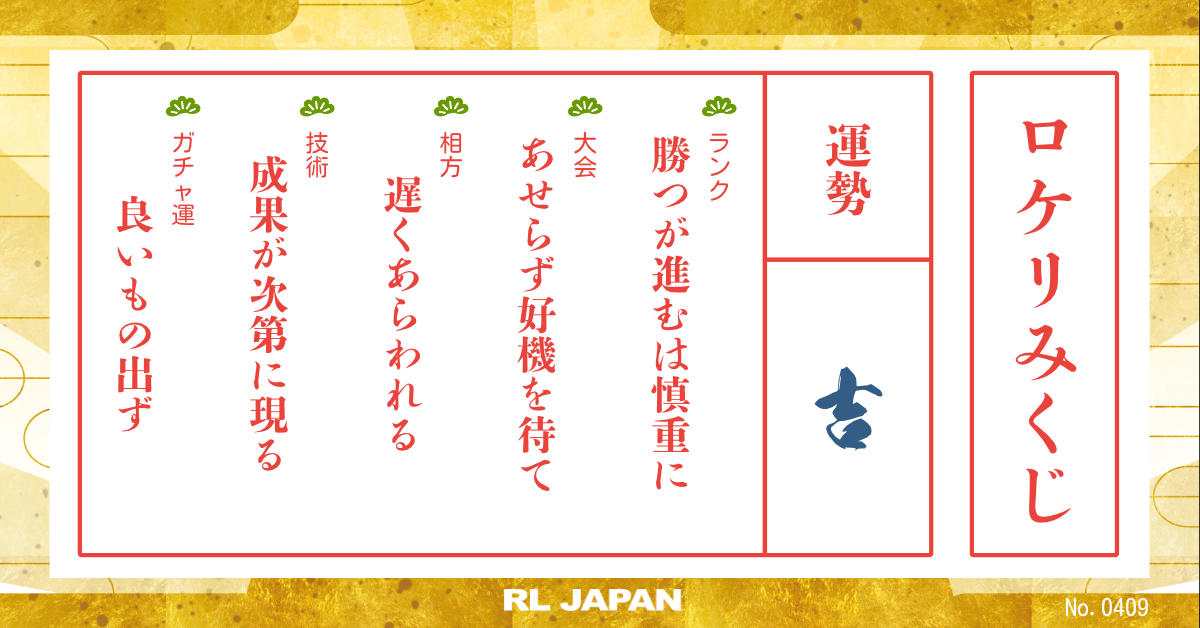 ロケリみくじ
運勢
吉
ランク
勝つが進むは慎重に
大会
あせらず好機を待て
相方
遅くあらわれる
技術
成果が次第に現る
ガチャ運
良いもの出ず
RL JAPAN
No. 0409